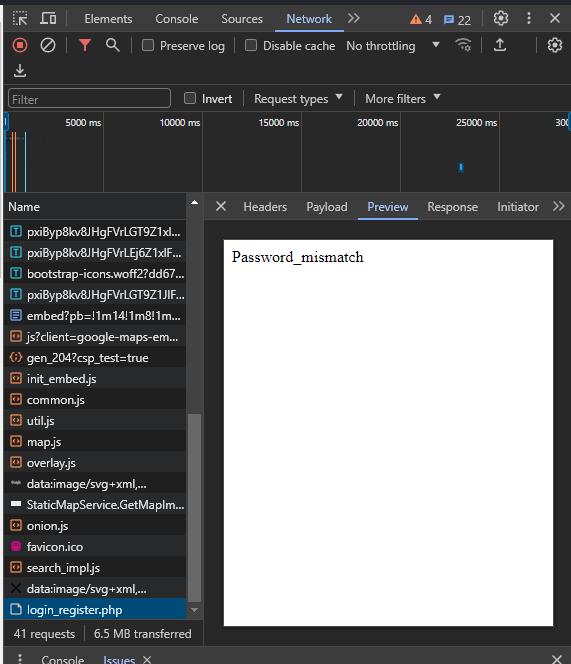 Elements Console Sources Network 4 22
Preserve log Disable cache No throttling
Filter Invert Request types More filters
5000 ms 10000 ms 15000 ms 20000 ms 25000 ms 300
Name
Headers Payload Preview Response Initiator
Password_mismatch
pxiByp8kv8JHgFVrLGT9Z1xl...
pxiByp8kv8JHgFVrLEj6Z1xlF...
bootstrap-icons.woff2?dd67...
pxiByp8kv8JHgFVrLGT9Z1JlF...
embed?pb=!1m14!1m8!1m...
js?client=google-maps-em...
gen_204?csp_test=true
init_embed.js
common.js
util.js
map.js
overlay.js
data:image/svg+xml,...
StaticMapService.GetMapIm...
onion.js
favicon.ico
search_impl.js
data:image/svg+xml,...
login_register.php
41 requests 6.5 MB transferred
Console Issues